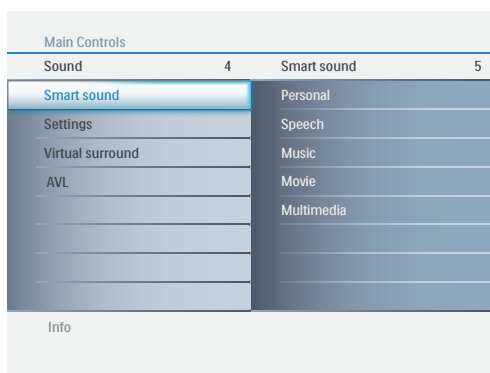 Main Controls
Sound 4 Smart sound 5
Smart sound Personal
Settings Speech
Virtual surround Music
AVL Movie
Multimedia
Info